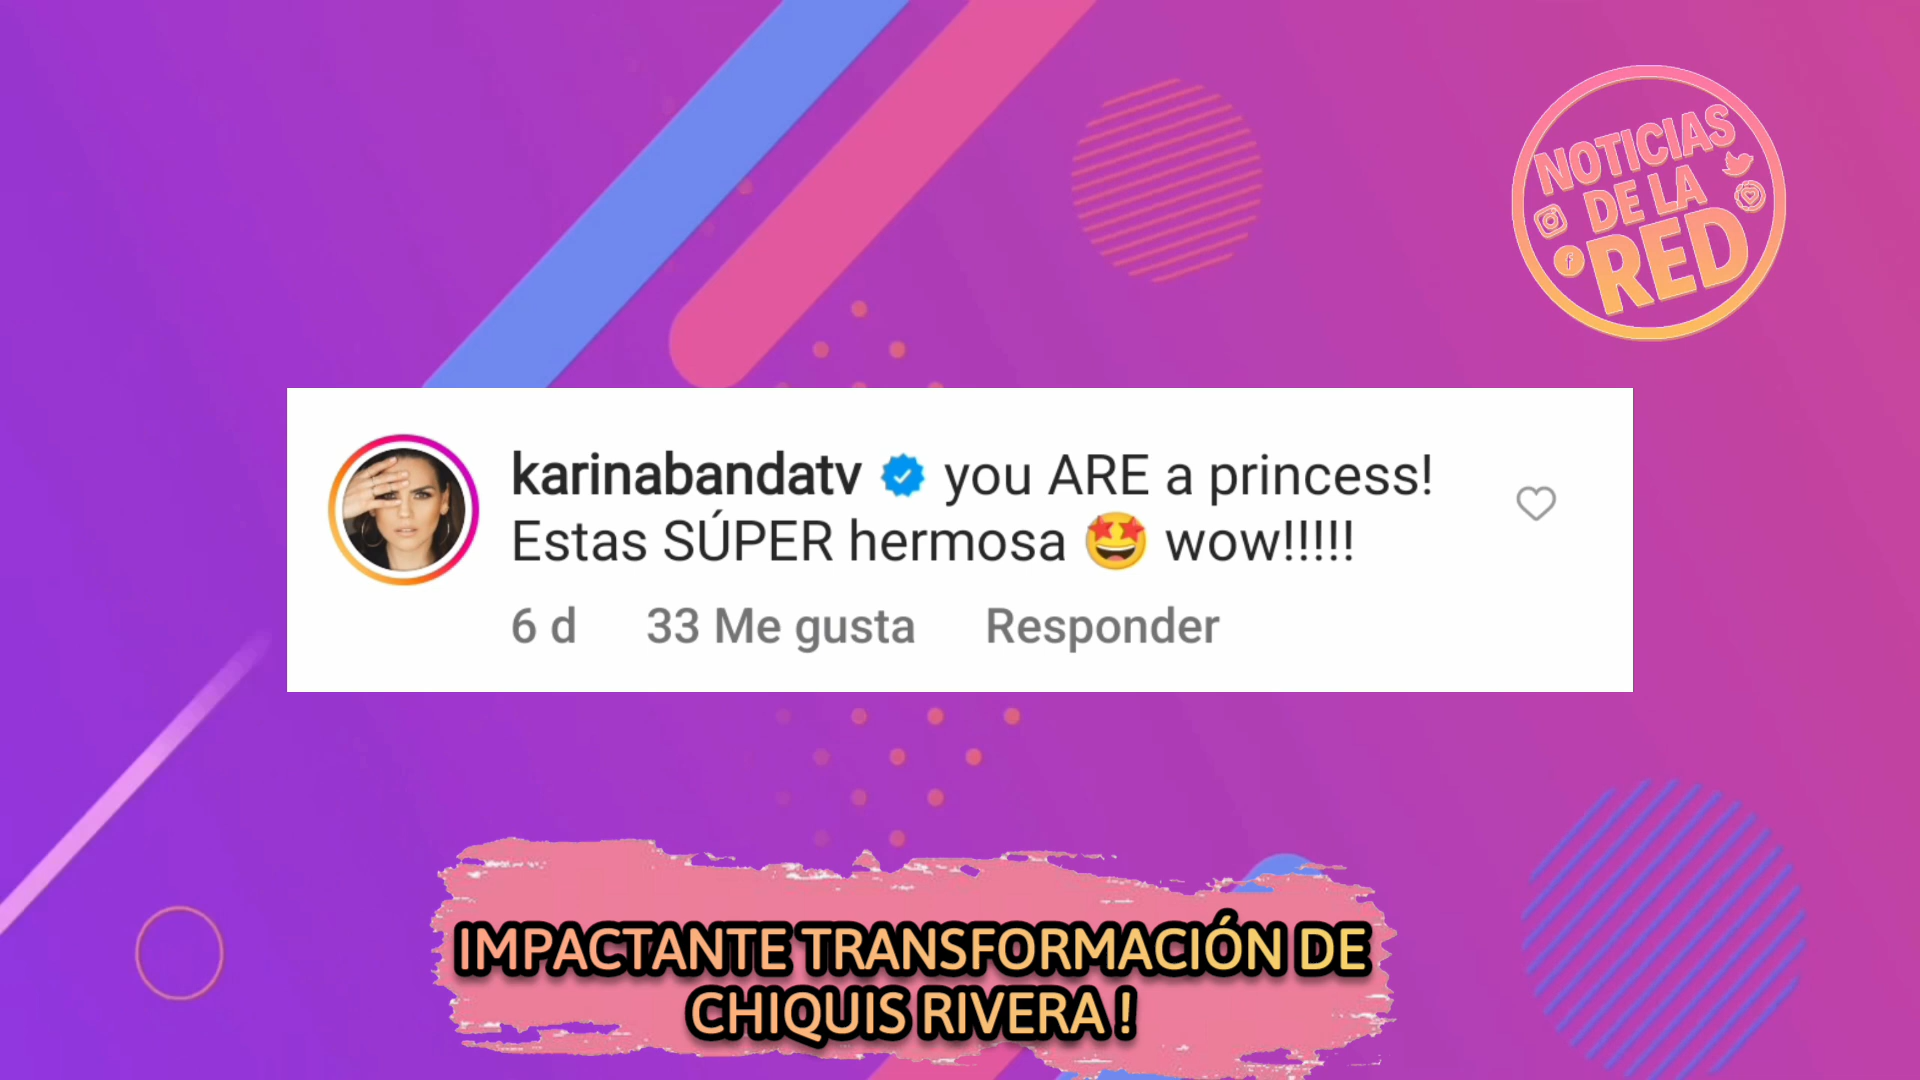 NOTICIAS
DE LA
RED
karinabandatv you ARE a princess!
Estas SÚPER hermosa 🤩 wow!!!!!
6 d 33 Me gusta Responder
IMPACTANTE TRANSFORMACIÓN DE
CHIQUIS RIVERA !